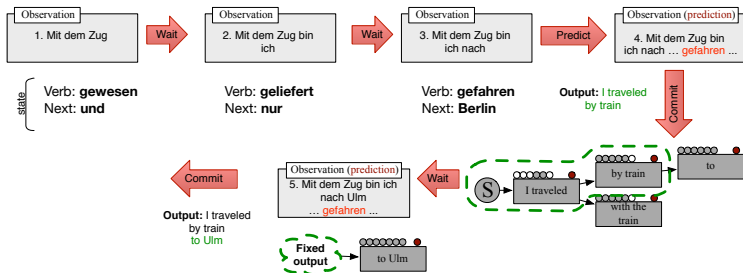 Observation
1. Mit dem Zug
Wait
Observation
2. Mit dem Zug bin
ich
Wait
Observation
3. Mit dem Zug bin
ich nach
Predict
Observation (prediction)
4. Mit dem Zug bin
ich nach ... gefahren ...
state
Verb: gewesen
Next: und
Verb: geliefert
Next: nur
Verb: gefahren
Next: Berlin
Output: I traveled
by train
Commit
S
I traveled
by train
to
with the
train
Wait
Observation (prediction)
5. Mit dem Zug bin ich
nach Ulm
... gefahren ...
Commit
Output: I traveled
by train
to Ulm
Fixed
output
to Ulm